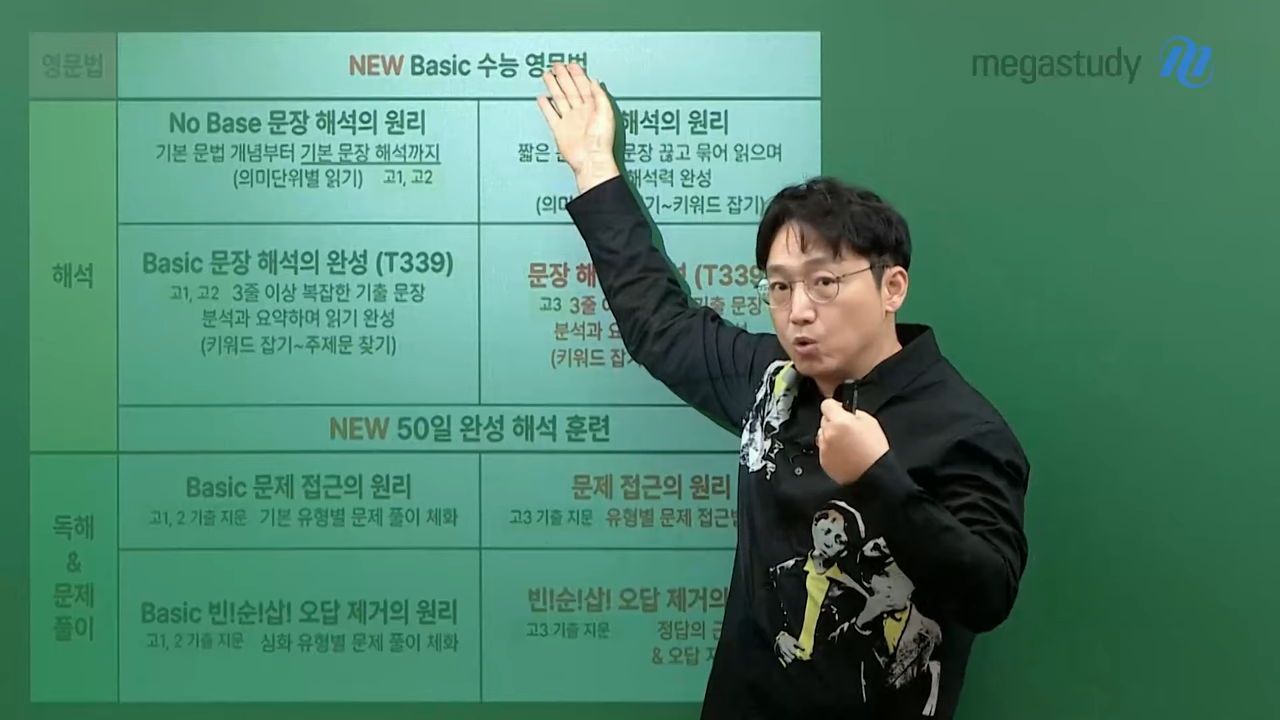 megastudy
영문법
NEW Basic 수능 영문법
해석
No Base 문장 해석의 원리
기본 문법 개념부터 기본 문장 해석까지
(의미단위별 읽기) 고1, 고2
해석의 원리
짧은 문장 끊고 묶어 읽으며
해석력 완성
기~키워드 잡기)
Basic 문장 해석의 완성 (T339)
고1, 고2 3줄 이상 복잡한 기출 문장
분석과 요약하며 읽기 완성
(키워드 잡기~주제문 찾기)
문장 (T339
고3 3줄 기출 문장
분석과
(키워드
NEW 50일 완성 해석 훈련
독해
&
문제
풀이
Basic 문제 접근의 원리
고1, 2 기출 지문 기본 유형별 문제 풀이 체화
문제 접근의 원리
고3 기출 지문 유형별 문제
Basic 빈!순!삽! 오답 제거의 원리
고1, 2 기출 지문 심화 유형별 문제 풀이 체화
빈!순!삽! 오답 제거의
고3 기출 지문 정답의
& 오답